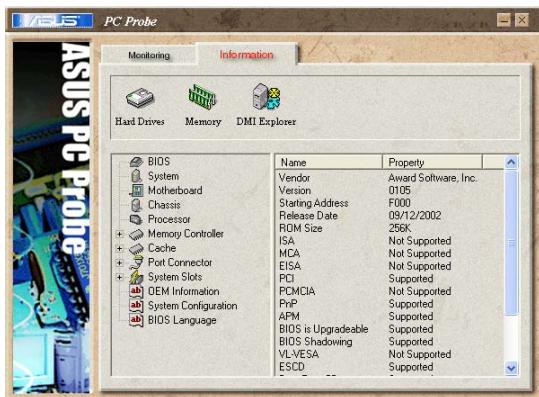 ASUS PC Probe
ASUS PC Probe
Monitoring Information
Hard Drives Memory DMI Explorer
BIOS
System
Motherboard
Chassis
Processor
Memory Controller
Cache
Port Connector
System Slots
OEM Information
System Configuration
BIOS Language
Name Property
Vendor Award Software, Inc.
Version 0105
Starting Address F000
Release Date 09/12/2002
ROM Size 256K
ISA Not Supported
MCA Not Supported
EISA Not Supported
PCI Supported
PCMCIA Not Supported
PnP Supported
APM Supported
BIOS is Upgradeable Supported
BIOS Shadowing Supported
VL-VESA Not Supported
ESCD Supported